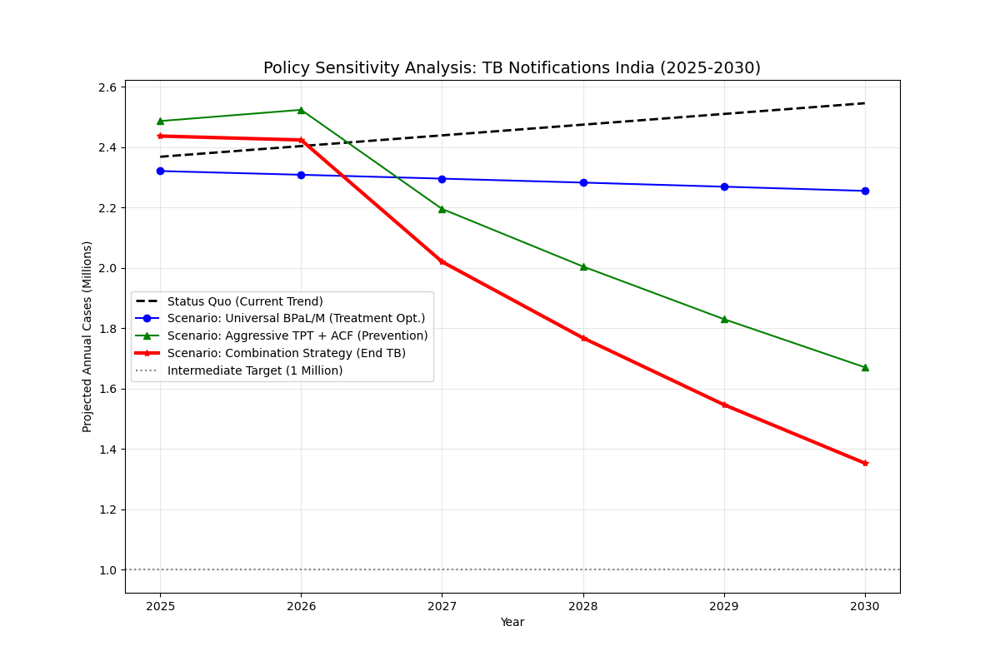 Policy Sensitivity Analysis: TB Notifications India (2025-2030)
Projected Annual Cases (Millions)
2.6
2.4
2.2
2.0
1.8
1.6
1.4
1.2
1.0
Status Quo (Current Trend)
Scenario: Universal BPaL/M (Treatment Opt.)
Scenario: Aggressive TPT + ACF (Prevention)
Scenario: Combination Strategy (End TB)
Intermediate Target (1 Million)
2025 2026 2027 2028 2029 2030
Year